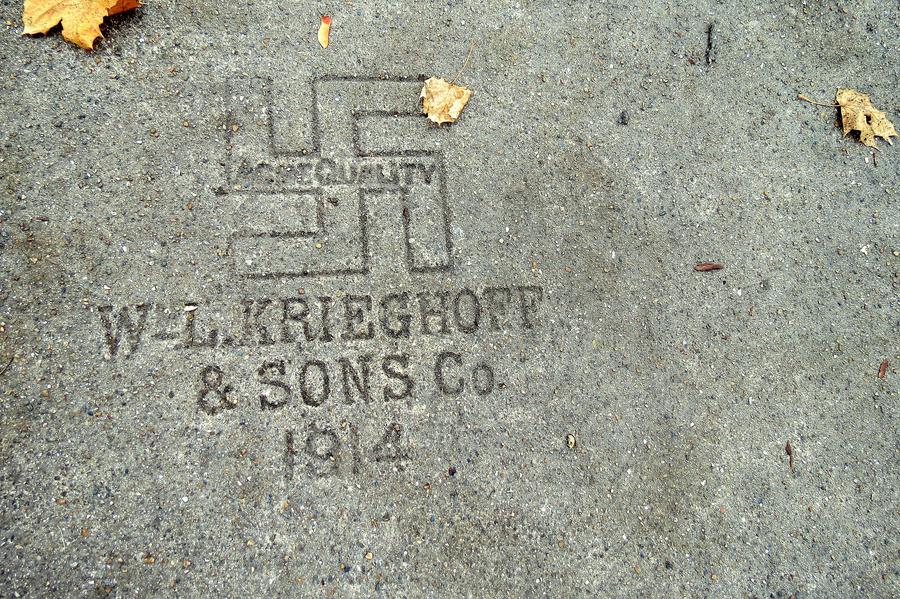 QUALITY
W-L.KRIEGHOFF
& SONS Co.
1914